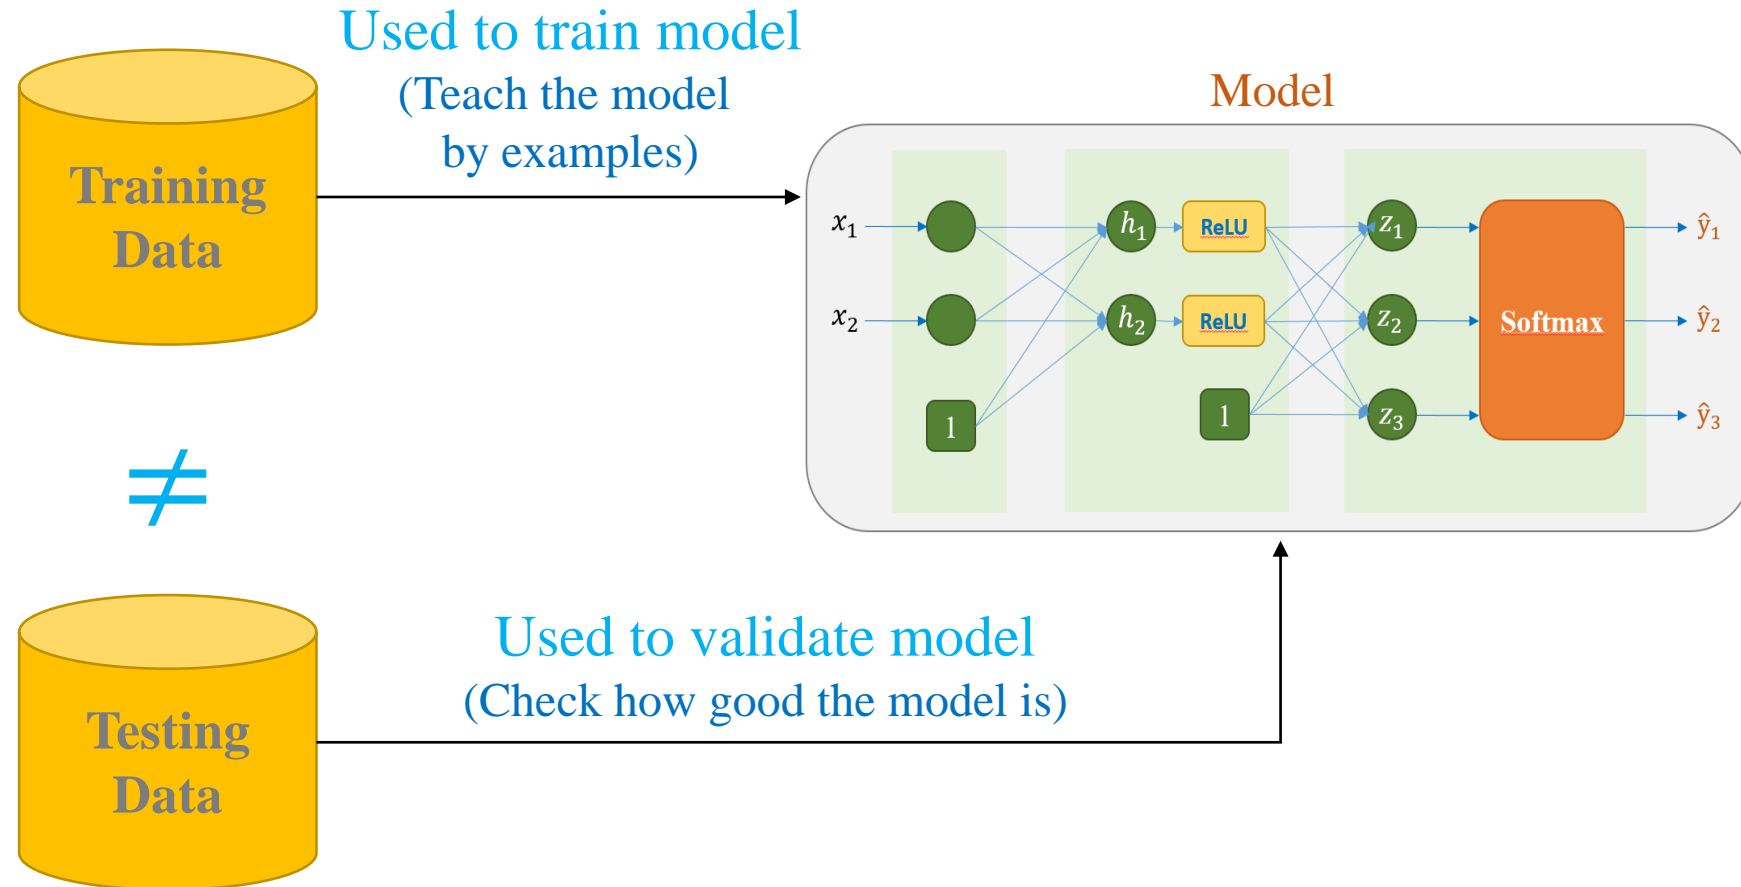 Used to train model
(Teach the model
by examples)
Training
Data
Model
x₁
h₁
ReLU
z₁
ŷ₁
x₂
h₂
ReLU
z₂
Softmax
ŷ₂
1
1
z₃
ŷ₃
≠
Used to validate model
(Check how good the model is)
Testing
Data